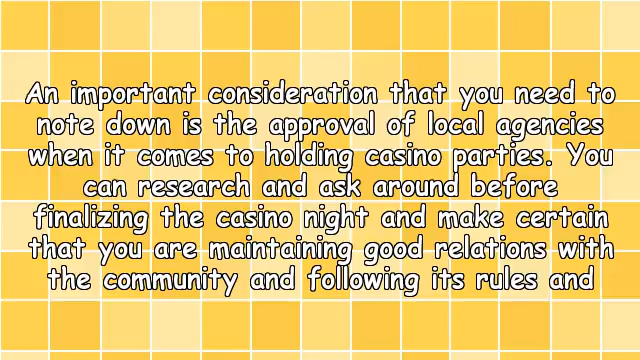 An important consideration that you need to
note down is the approval of local agencies
when it comes to holding casino parties. You
can research and ask around before
finalizing the casino night and make certain
that you are maintaining good relations with
the community and following its rules and